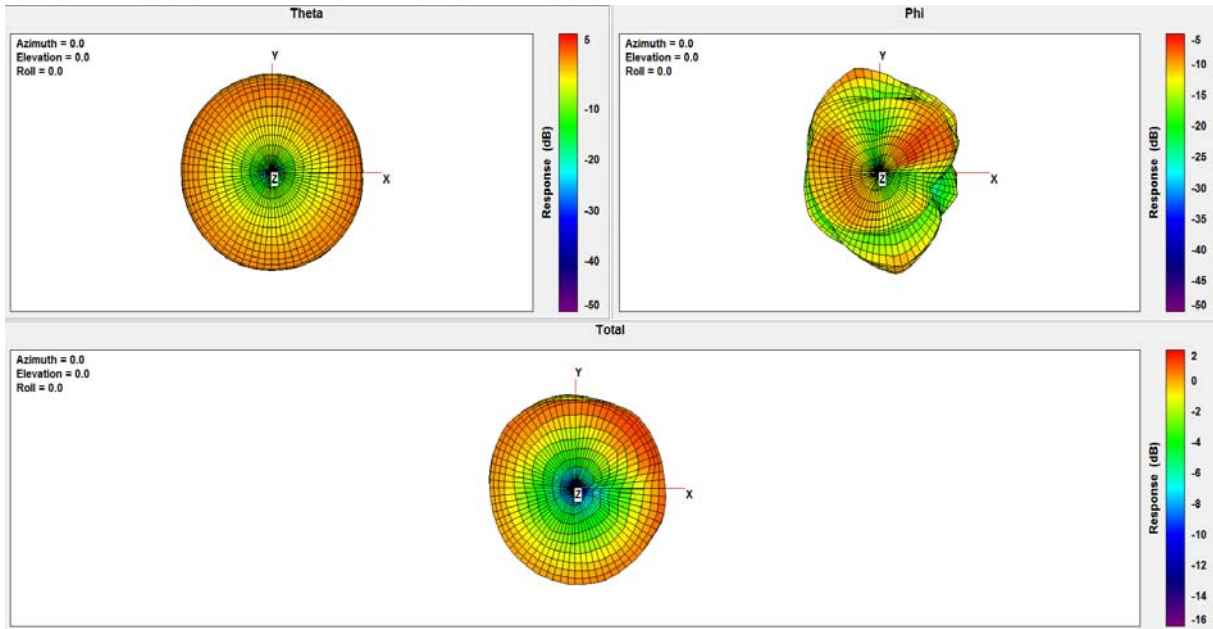 Theta
Azimuth = 0.0
Elevation = 0.0
Roll = 0.0
Y
X
Z
5
-10
-20
-30
-40
-50
Response (dB)
Phi
Azimuth = 0.0
Elevation = 0.0
Roll = 0.0
Y
X
Z
-5
-10
-15
-20
-25
-30
-35
-40
-45
-50
Response (dB)
Total
Azimuth = 0.0
Elevation = 0.0
Roll = 0.0
Y
X
Z
2
0
-2
-4
-6
-8
-10
-12
-14
-16
Response (dB)